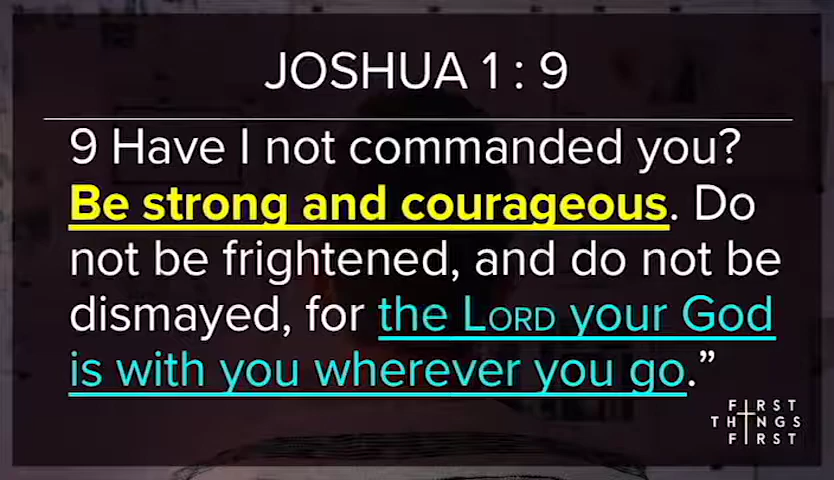 JOSHUA 1 : 9
9 Have I not commanded you?
Be strong and courageous. Do
not be frightened, and do not be
dismayed, for the LORD your God
is with you wherever you go.”
FIRST
THINGS
FIRST